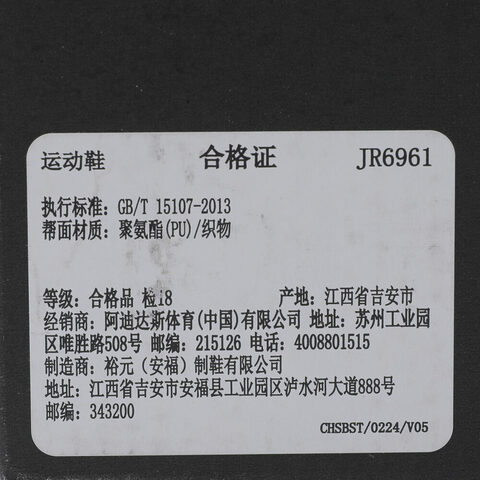 运动鞋 合格证 JR6961
执行标准: GB/T 15107-2013
帮面材质: 聚氨酯(PU)/织物
等级: 合格品 检18 产地: 江西省吉安市
经销商: 阿迪达斯体育(中国)有限公司 地址: 苏州工业园
区唯胜路508号 邮编: 215126 电话: 4008801515
制造商: 裕元（安福）制鞋有限公司
地址: 江西省吉安市安福县工业园区泸水河大道888号
邮编: 343200
CHSBST/0224/V05